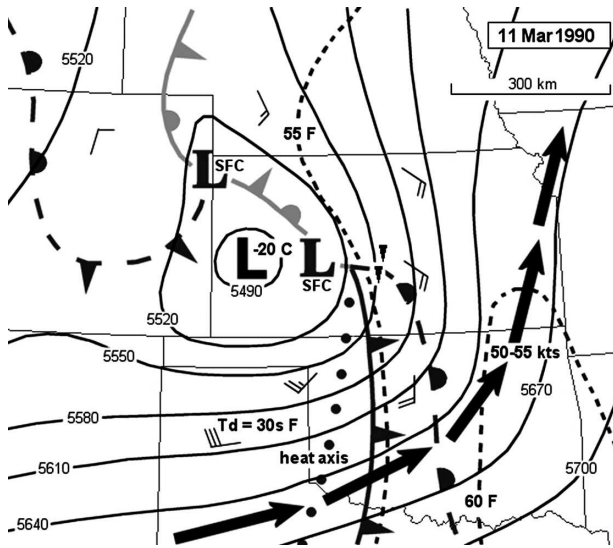 11 Mar 1990
5520
300 km
55 F
L
SFC
-20 C
L
L
5490
SFC
5520
5550
50-55 kts
5580
5670
Td = 30s F
heat axis
5610
5700
60 F
5640